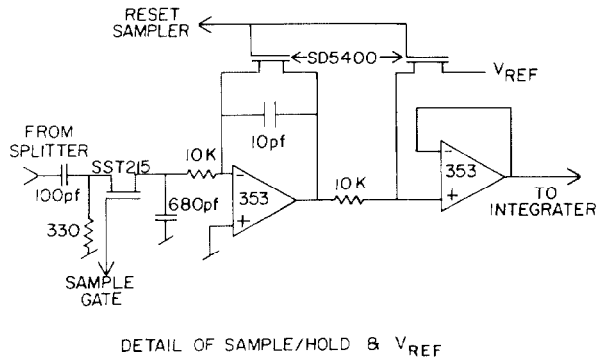 RESET
SAMPLER
SD5400
VREF
10pf
FROM
SPLITTER
SST215
10K
-
353
+
100pf
680pf
330
10K
-
353
+
TO
INTEGRATER
SAMPLE
GATE
DETAIL OF SAMPLE/HOLD & VREF